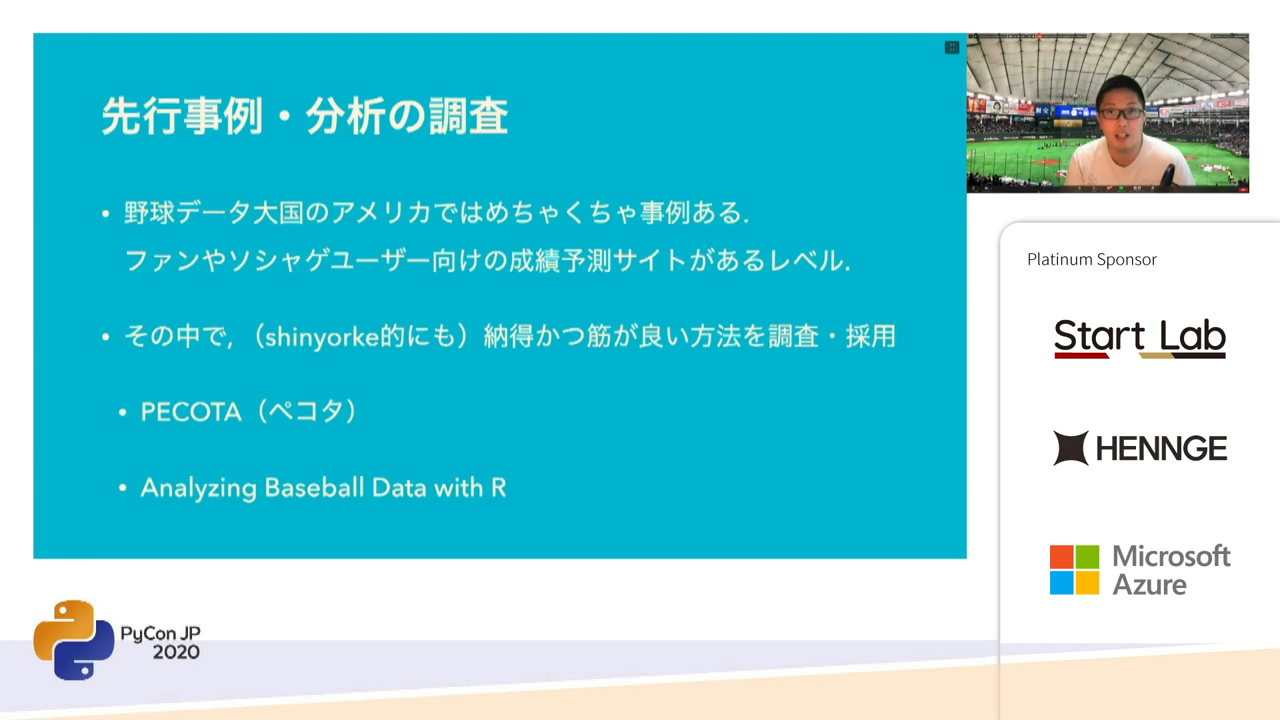 先行事例・分析の調査
• 野球データ大国のアメリカではめちゃくちゃ事例ある.
ファンやソシャゲユーザー向けの成績予測サイトがあるレベル.
• その中で, （shinyorke的にも）納得かつ筋が良い方法を調査・採用
• PECOTA（ペコタ）
• Analyzing Baseball Data with R
Platinum Sponsor
Start Lab
HENNGE
Microsoft
Azure
PyCon JP
2020